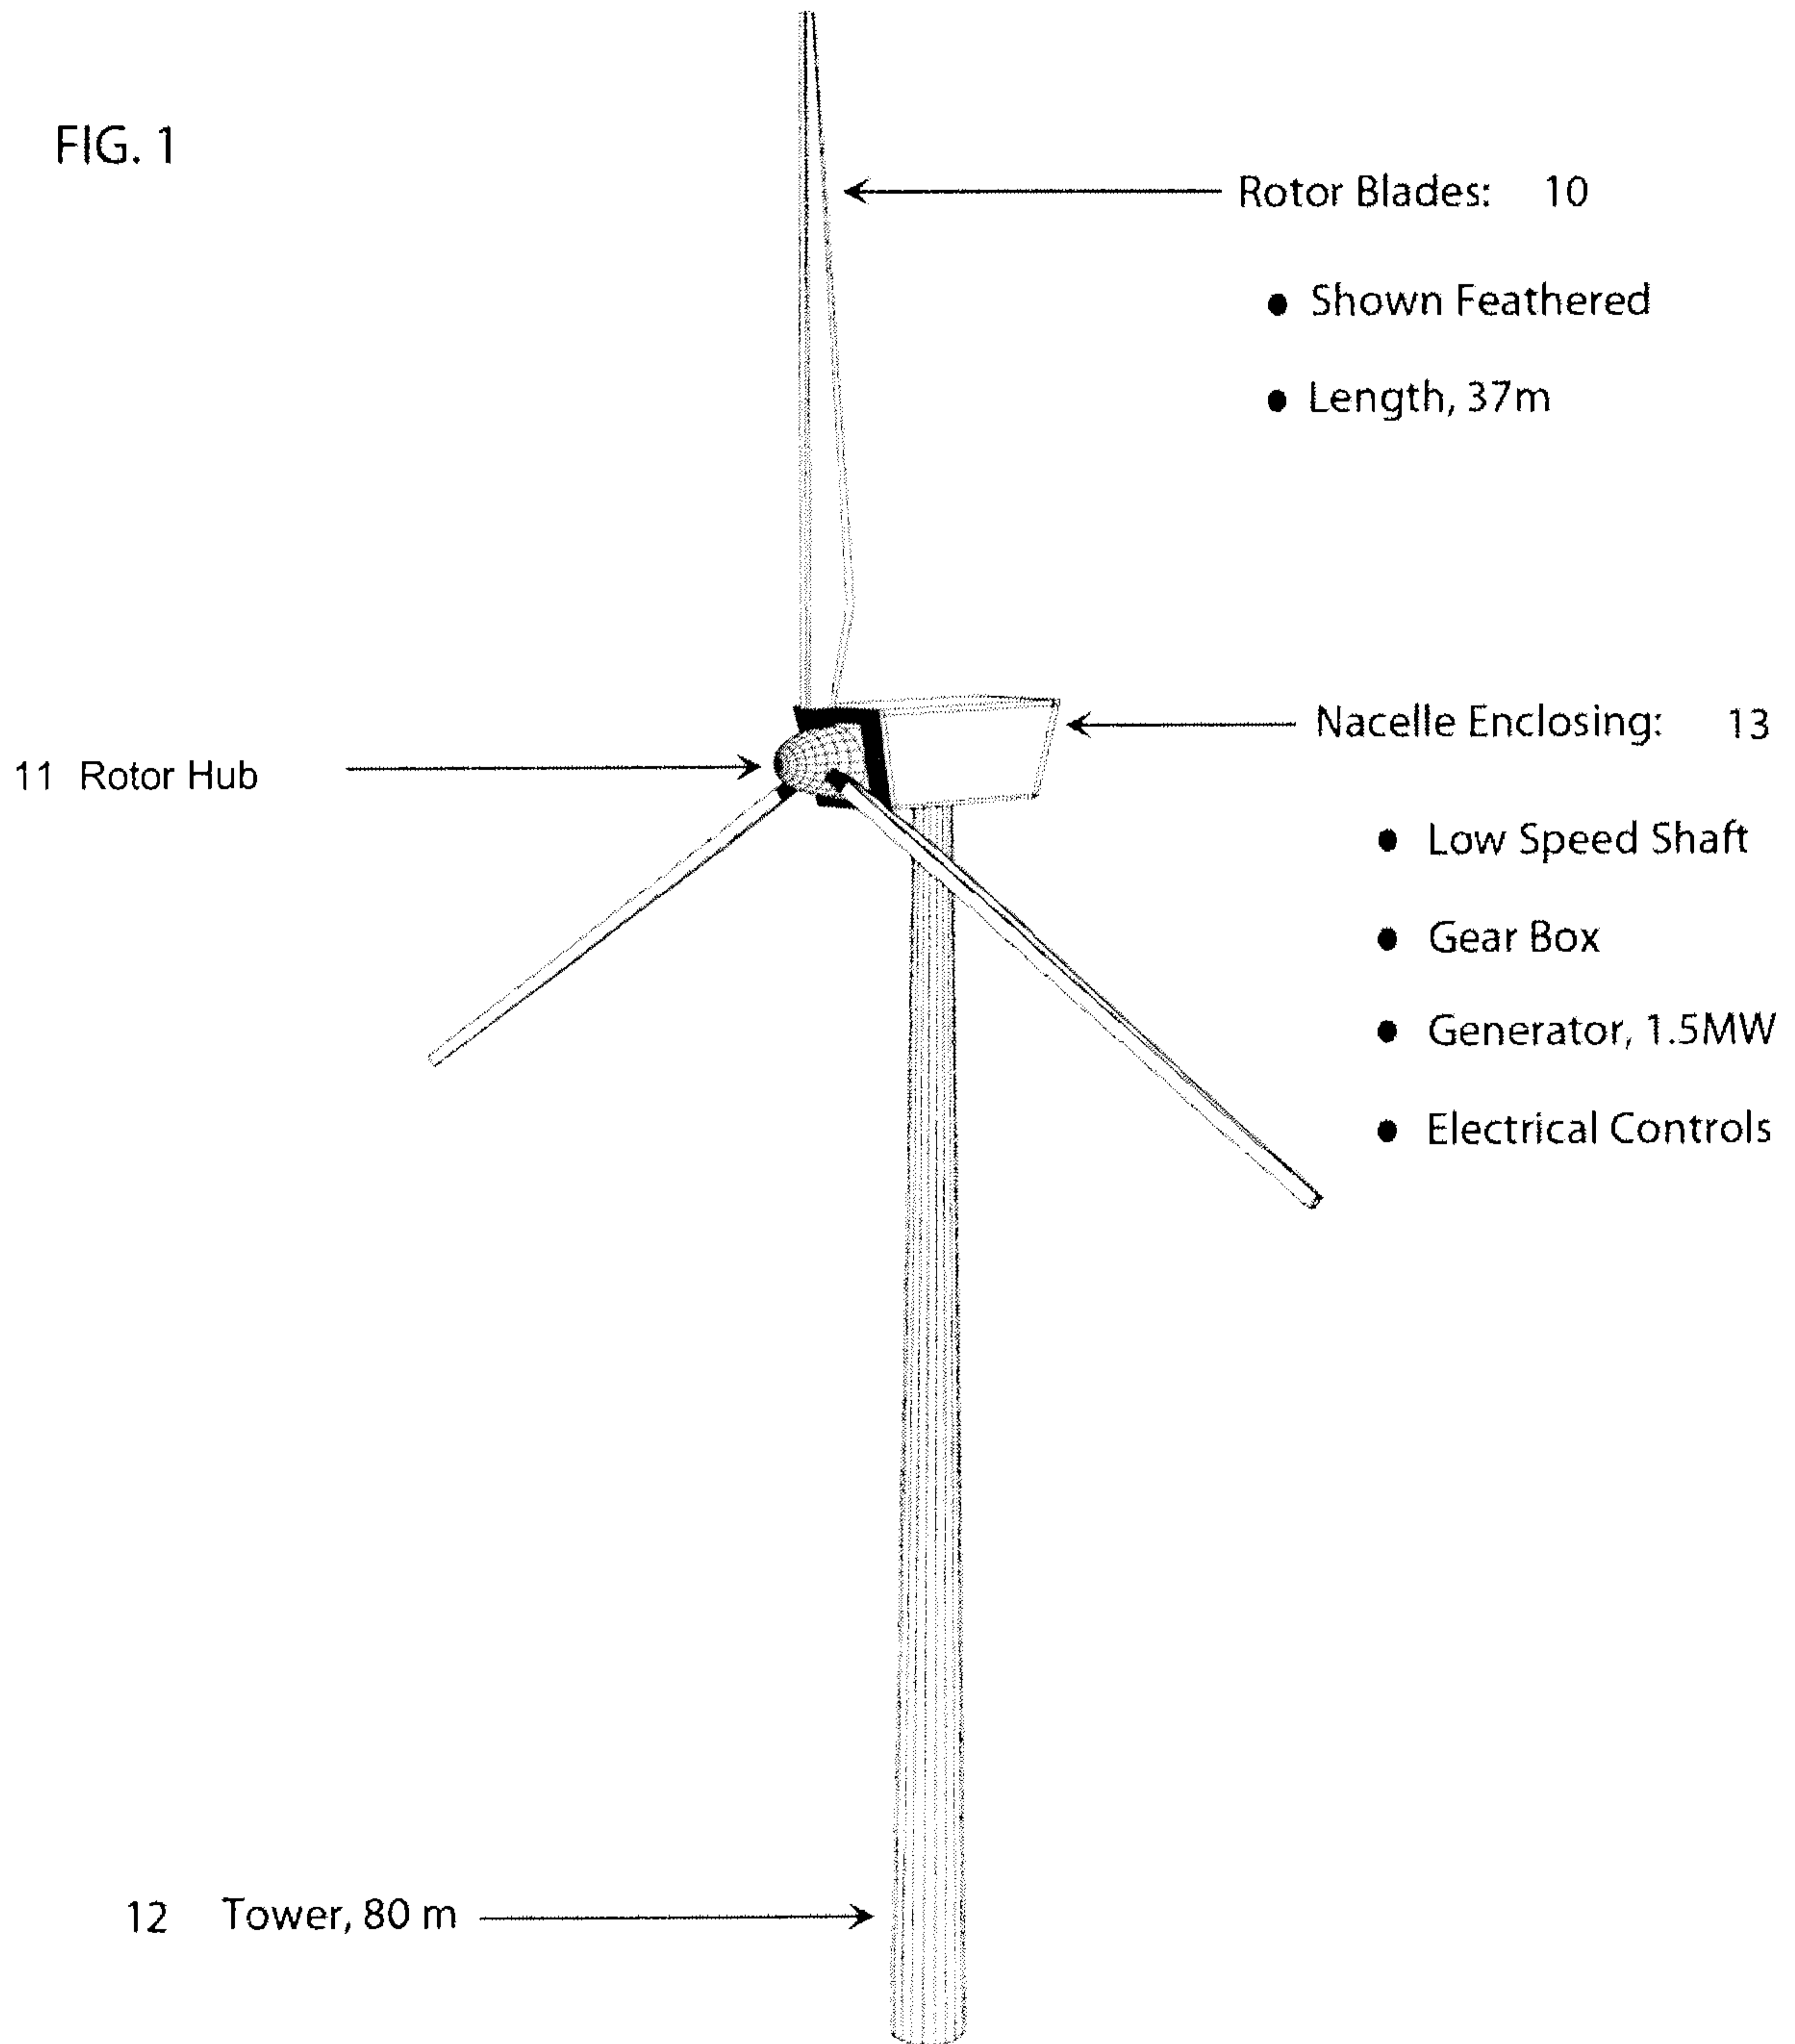 FIG. 1
Rotor Blades: 10
● Shown Feathered
● Length, 37m
Nacelle Enclosing: 13
11 Rotor Hub
● Low Speed Shaft
● Gear Box
● Generator, 1.5MW
● Electrical Controls
12 Tower, 80 m